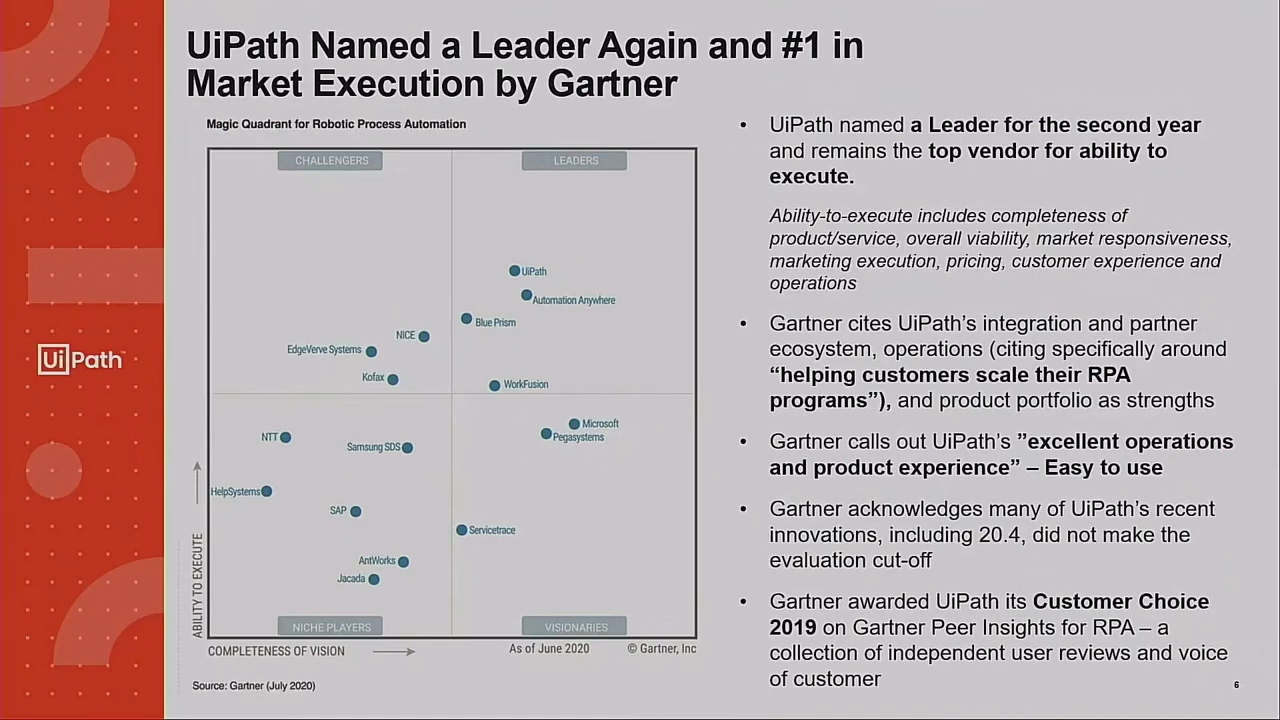 UiPath Named a Leader Again and #1 in
Market Execution by Gartner
Magic Quadrant for Robotic Process Automation
CHALLENGERS
LEADERS
UiPath
Automation Anywhere
Blue Prism
NICE
EdgeVerve Systems
Kofax
WorkFusion
Microsoft
Pegasystems
NTT
Samsung SDS
HelpSystems
SAP
Servicetrace
AntWorks
Jacada
NICHE PLAYERS
VISIONARIES
ABILITY TO EXECUTE
COMPLETENESS OF VISION
As of June 2020
© Gartner, Inc
Source: Gartner (July 2020)
• UiPath named a Leader for the second year
and remains the top vendor for ability to
execute.
Ability-to-execute includes completeness of
product/service, overall viability, market responsiveness,
marketing execution, pricing, customer experience and
operations
• Gartner cites UiPath’s integration and partner
ecosystem, operations (citing specifically around
“helping customers scale their RPA
programs”), and product portfolio as strengths
• Gartner calls out UiPath’s ”excellent operations
and product experience” – Easy to use
• Gartner acknowledges many of UiPath’s recent
innovations, including 20.4, did not make the
evaluation cut-off
• Gartner awarded UiPath its Customer Choice
2019 on Gartner Peer Insights for RPA – a
collection of independent user reviews and voice
of customer
6
UiPath™